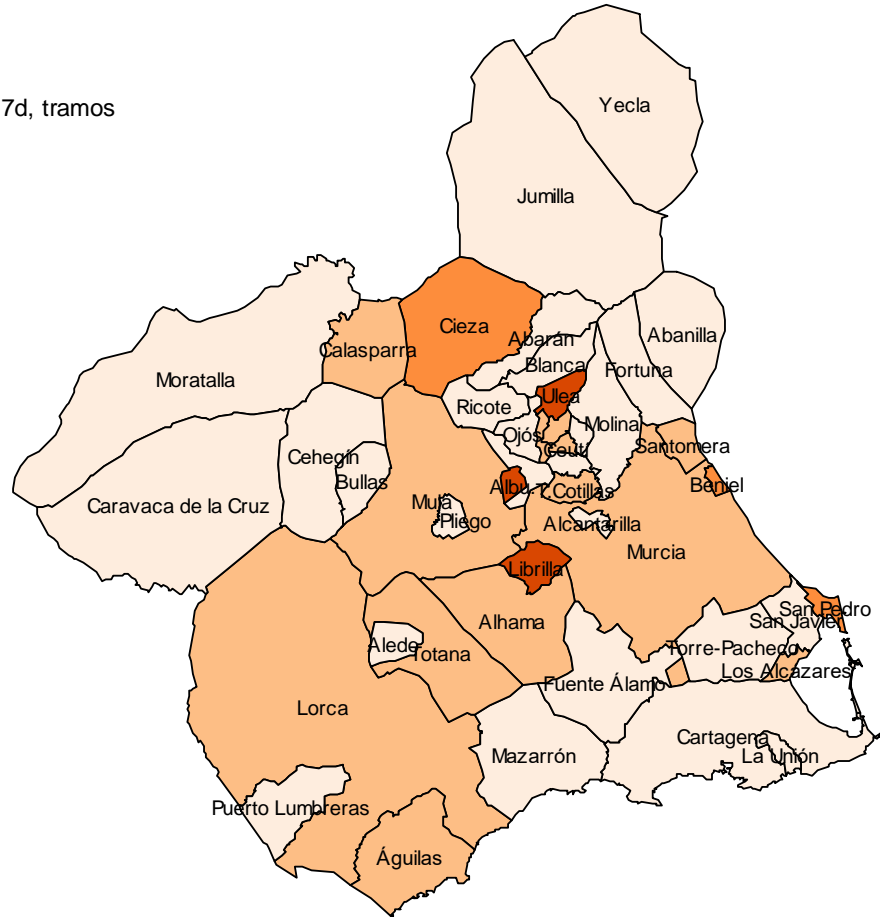 7d, tramos
Yecla
Jumilla
Cieza
Abarán
Abanilla
Calasparra
Blanca
Fortuna
Moratalla
Ulea
Ricote
Molina
Ojós
Santomera
Ceutí
Cehegín
Bullas
Albu.
T.Cotillas
Beniel
Caravaca de la Cruz
Mula
Pliego
Alcantarilla
Murcia
Librilla
San Pedro
San Javier
Alhama
Alede
Totana
Torre-Pacheco
Los Alcázares
Fuente Álamo
Lorca
Cartagena
Mazarrón
La Unión
Puerto Lumbreras
Águilas